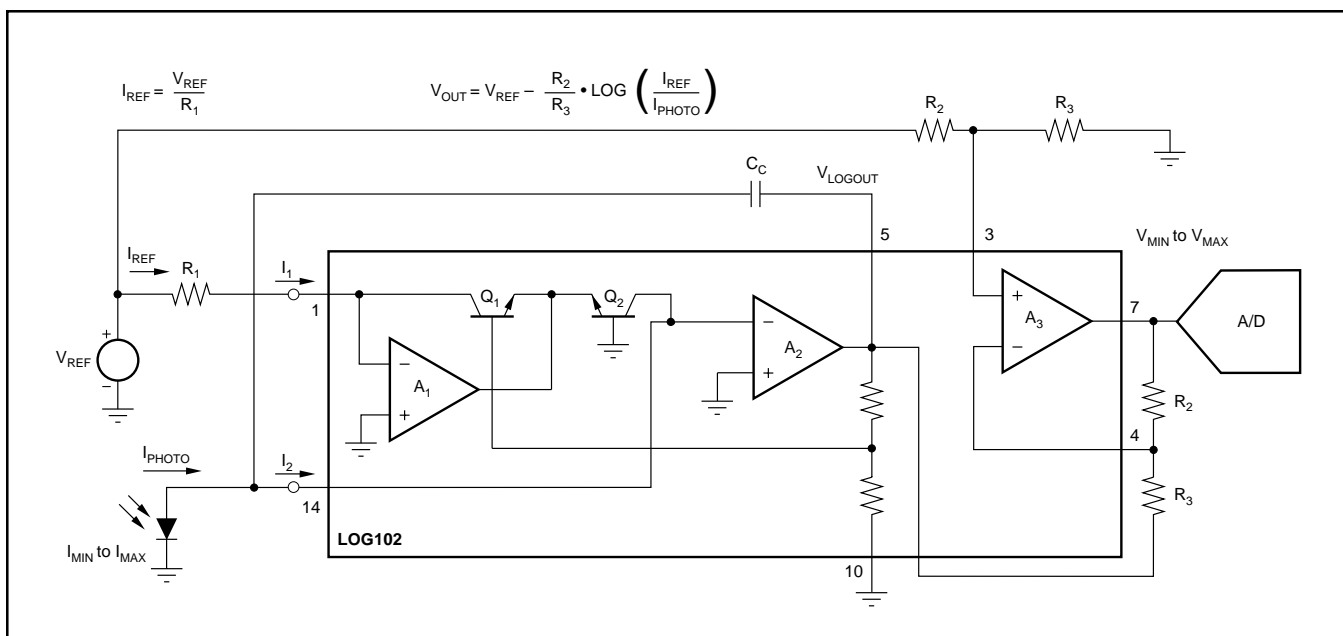 I_REF = V_REF / R_1
V_OUT = V_REF – R_2 / R_3 • LOG ( I_REF / I_PHOTO )
R_2
R_3
C_C
V_LOGOUT
5
3
V_MIN to V_MAX
I_REF
R_1
I_1
1
Q_1
Q_2
–
A_2
+
+
A_3
–
7
A/D
V_REF
+
–
–
A_1
+
R_2
4
I_PHOTO
I_2
14
R_3
I_MIN to I_MAX
LOG102
10